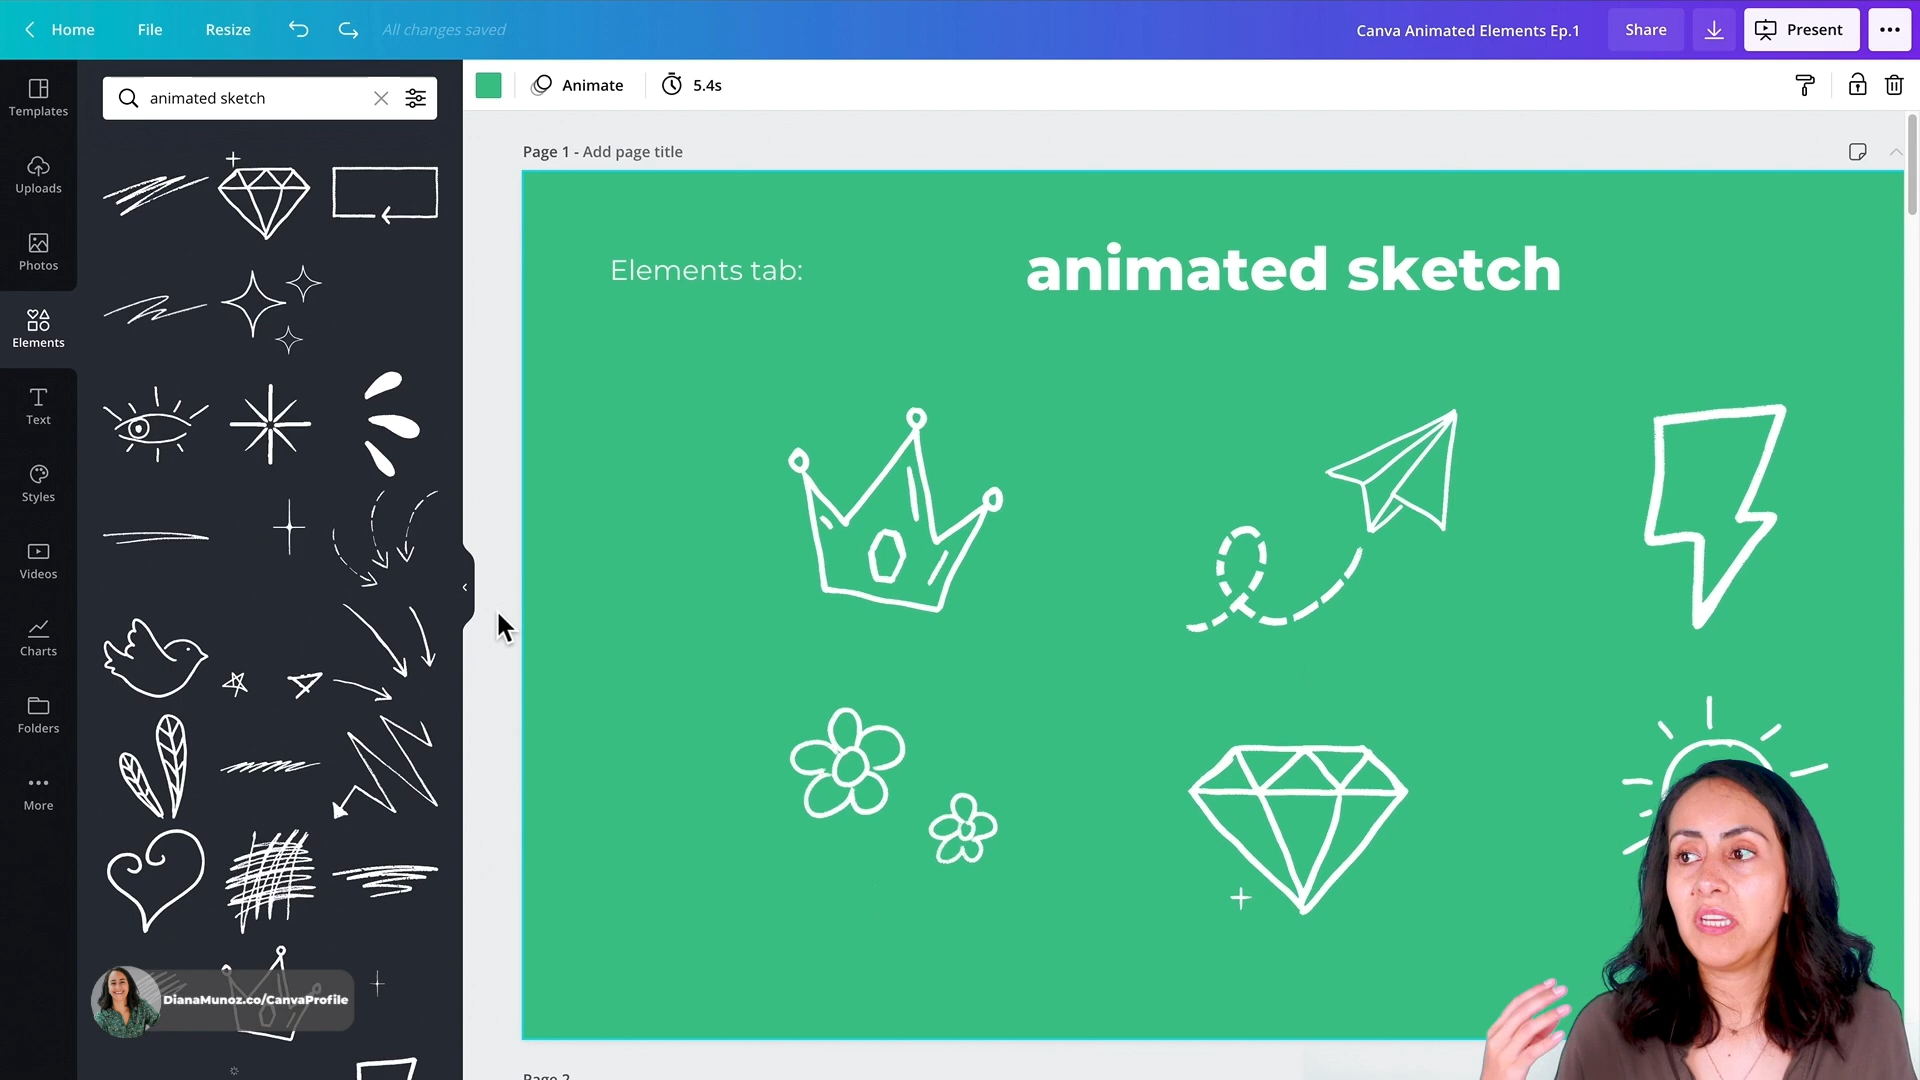 Home
File
Resize
All changes saved
Canva Animated Elements Ep.1
Share
Present
Templates
Uploads
Photos
Elements
Text
Styles
Videos
Charts
Folders
More
animated sketch
Animate
5.4s
Page 1 - Add page title
Elements tab:
animated sketch
DianaMunoz.co/CanvaProfile
Page 2